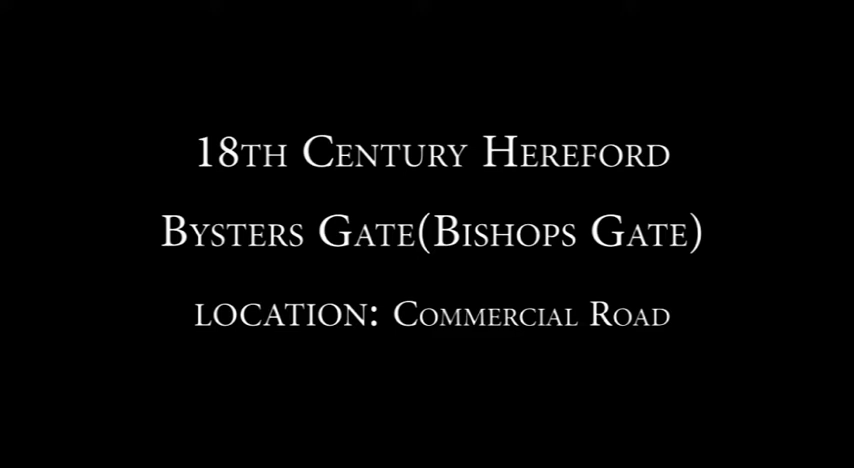 18th Century Hereford
Bysters Gate(Bishops Gate)
LOCATION: Commercial Road